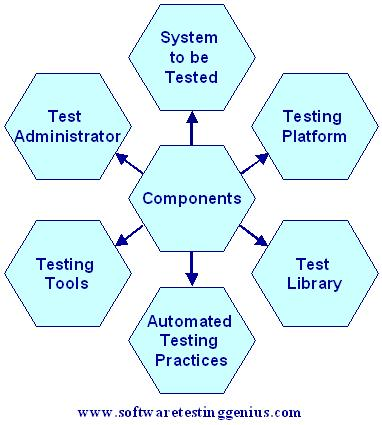 System
to be
Tested
Test
Administrator
Testing
Platform
Components
Testing
Tools
Test
Library
Automated
Testing
Practices
www.softwaretestinggenius.com